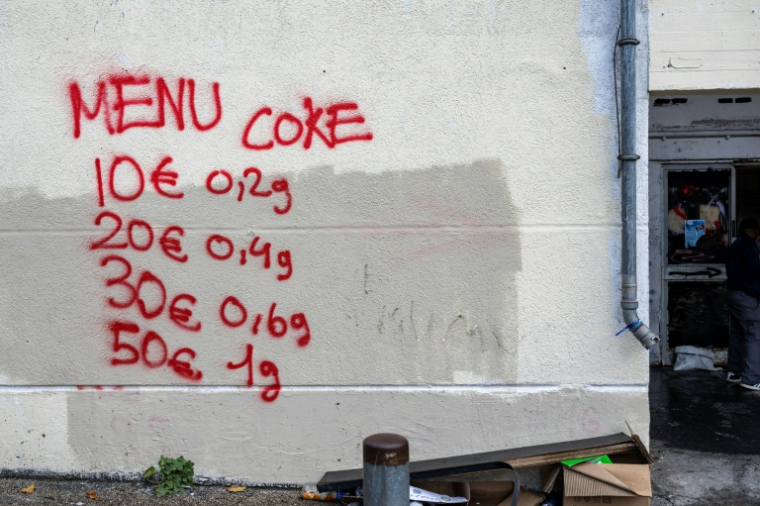 MENU COKE
10€ 0,2g
20€ 0,4g
30€ 0,6g
50€ 1g